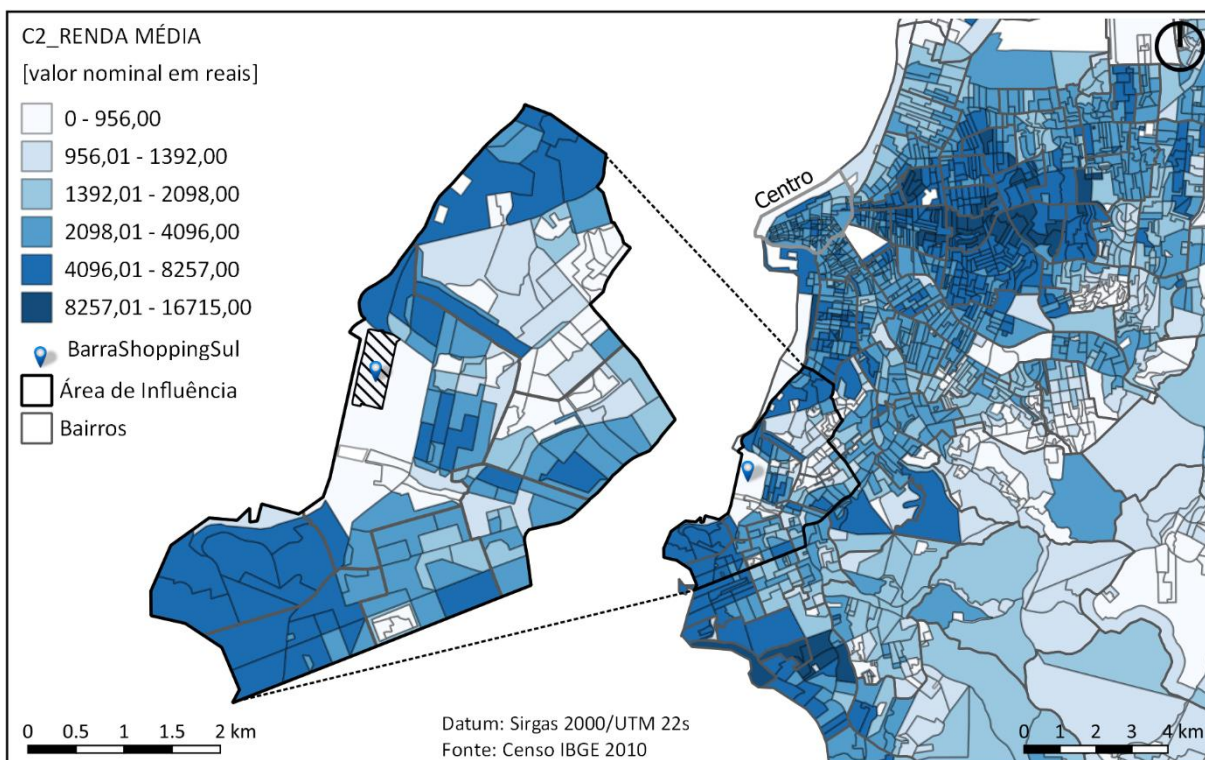 C2_RENDA MÉDIA
[valor nominal em reais]
0 - 956,00
956,01 - 1392,00
1392,01 - 2098,00
2098,01 - 4096,00
4096,01 - 8257,00
8257,01 - 16715,00
BarraShoppingSul
Área de Influência
Bairros
Centro
0 0.5 1 1.5 2 km
Datum: Sirgas 2000/UTM 22s
Fonte: Censo IBGE 2010
0 1 2 3 4 km